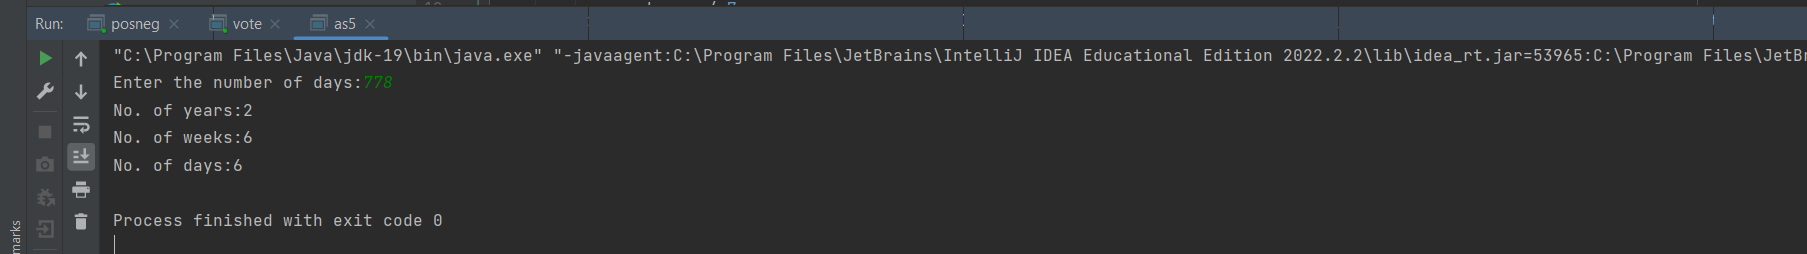 Run: posneg vote as5
"C:\Program Files\Java\jdk-19\bin\java.exe" "-javaagent:C:\Program Files\JetBrains\IntelliJ IDEA Educational Edition 2022.2.2\lib\idea_rt.jar=53965:C:\Program Files\JetBr
Enter the number of days:778
No. of years:2
No. of weeks:6
No. of days:6
Process finished with exit code 0
marks